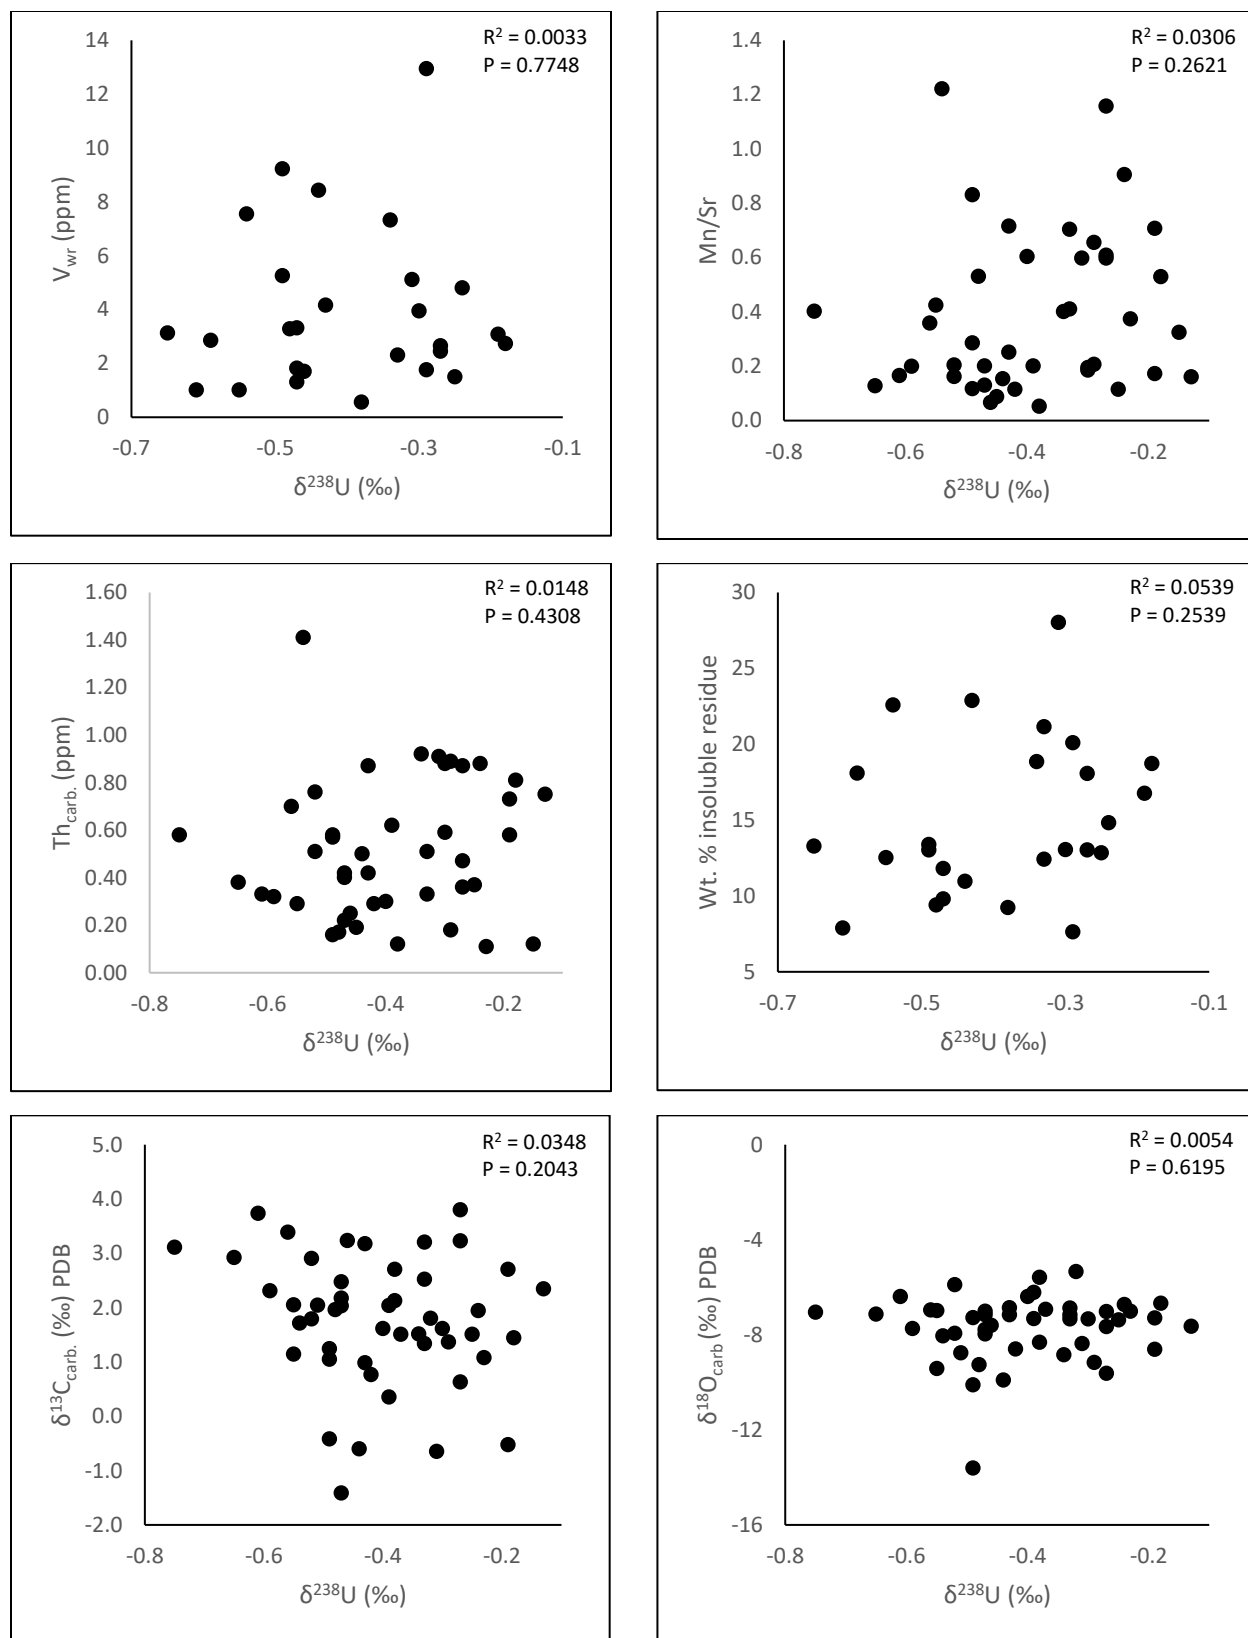 R² = 0.0033
P = 0.7748
14
12
10
8
6
4
2
0
V_wr (ppm)
-0.7 -0.5 -0.3 -0.1
δ²³⁸U (‰)
R² = 0.0306
P = 0.2621
1.4
1.2
1.0
0.8
0.6
0.4
0.2
0.0
Mn/Sr
-0.8 -0.6 -0.4 -0.2
δ²³⁸U (‰)
R² = 0.0148
P = 0.4308
1.60
1.40
1.20
1.00
0.80
0.60
0.40
0.20
0.00
Th_carb. (ppm)
-0.8 -0.6 -0.4 -0.2
δ²³⁸U (‰)
R² = 0.0539
P = 0.2539
30
25
20
15
10
5
Wt. % insoluble residue
-0.7 -0.5 -0.3 -0.1
δ²³⁸U (‰)
R² = 0.0348
P = 0.2043
5.0
4.0
3.0
2.0
1.0
0.0
-1.0
-2.0
δ¹³C_carb. (‰) PDB
-0.8 -0.6 -0.4 -0.2
δ²³⁸U (‰)
R² = 0.0054
P = 0.6195
0
-4
-8
-12
-16
δ¹⁸O_carb (‰) PDB
-0.8 -0.6 -0.4 -0.2
δ²³⁸U (‰)